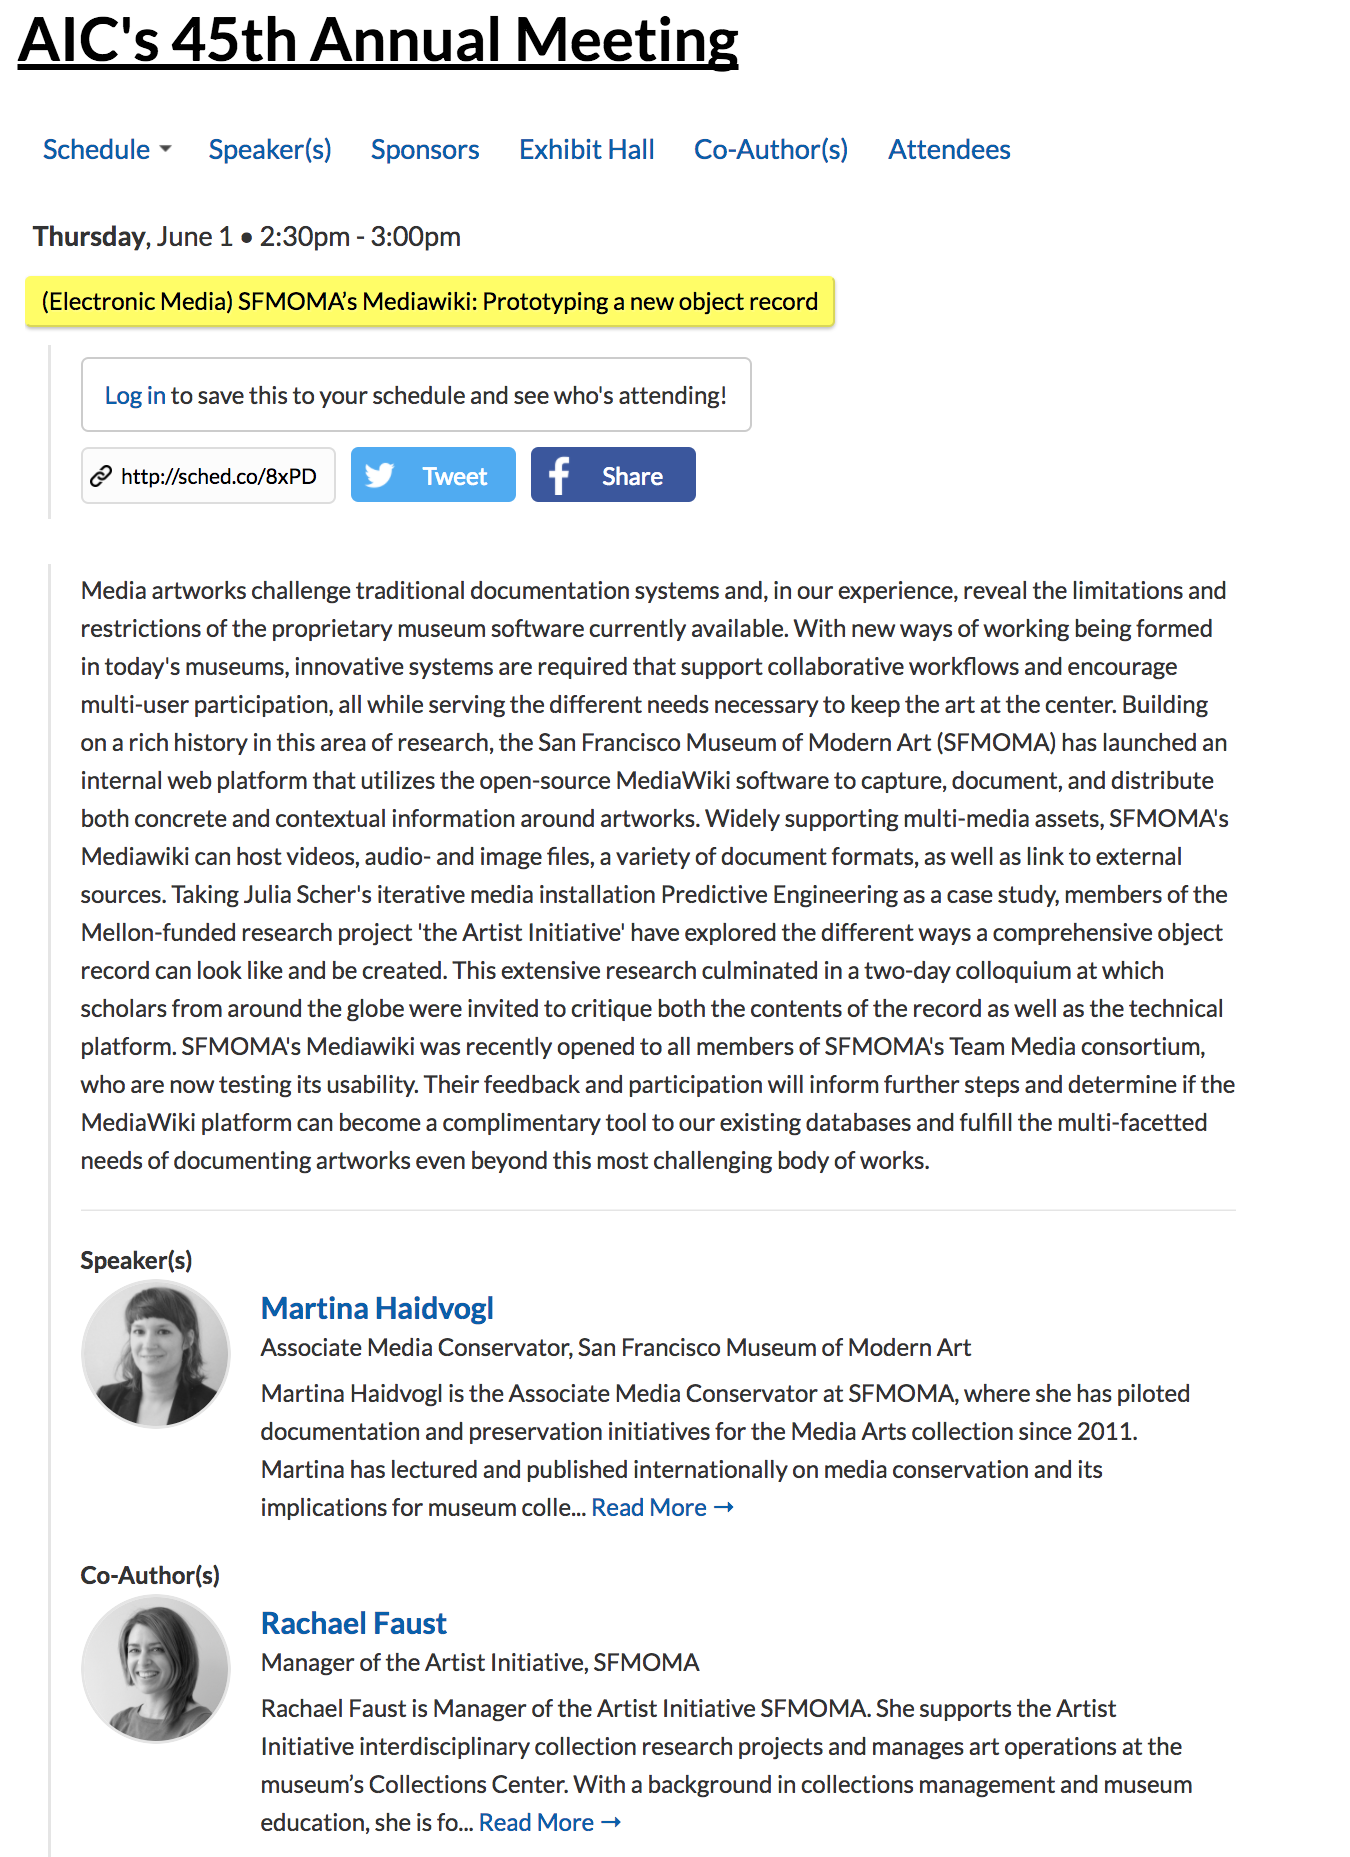 AIC's 45th Annual Meeting
Schedule Speaker(s) Sponsors Exhibit Hall Co-Author(s) Attendees
Thursday, June 1 • 2:30pm - 3:00pm
(Electronic Media) SFMOMA’s Mediawiki: Prototyping a new object record
Log in to save this to your schedule and see who's attending!
http://sched.co/8xPD Tweet Share
Media artworks challenge traditional documentation systems and, in our experience, reveal the limitations and
restrictions of the proprietary museum software currently available. With new ways of working being formed
in today's museums, innovative systems are required that support collaborative workflows and encourage
multi-user participation, all while serving the different needs necessary to keep the art at the center. Building
on a rich history in this area of research, the San Francisco Museum of Modern Art (SFMOMA) has launched an
internal web platform that utilizes the open-source MediaWiki software to capture, document, and distribute
both concrete and contextual information around artworks. Widely supporting multi-media assets, SFMOMA's
Mediawiki can host videos, audio- and image files, a variety of document formats, as well as link to external
sources. Taking Julia Scher's iterative media installation Predictive Engineering as a case study, members of the
Mellon-funded research project 'the Artist Initiative' have explored the different ways a comprehensive object
record can look like and be created. This extensive research culminated in a two-day colloquium at which
scholars from around the globe were invited to critique both the contents of the record as well as the technical
platform. SFMOMA's Mediawiki was recently opened to all members of SFMOMA's Team Media consortium,
who are now testing its usability. Their feedback and participation will inform further steps and determine if the
MediaWiki platform can become a complimentary tool to our existing databases and fulfill the multi-facetted
needs of documenting artworks even beyond this most challenging body of works.
Speaker(s)
Martina Haidvogl
Associate Media Conservator, San Francisco Museum of Modern Art
Martina Haidvogl is the Associate Media Conservator at SFMOMA, where she has piloted
documentation and preservation initiatives for the Media Arts collection since 2011.
Martina has lectured and published internationally on media conservation and its
implications for museum colle... Read More →
Co-Author(s)
Rachael Faust
Manager of the Artist Initiative, SFMOMA
Rachael Faust is Manager of the Artist Initiative SFMOMA. She supports the Artist
Initiative interdisciplinary collection research projects and manages art operations at the
museum’s Collections Center. With a background in collections management and museum
education, she is fo... Read More →